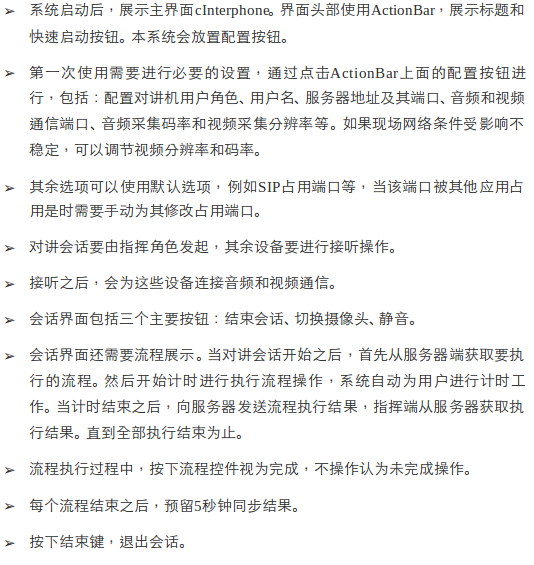 ➢ 系统启动后，展示主界面cInterphone。界面头部使用ActionBar，展示标题和
快速启动按钮。本系统会放置配置按钮。
➢ 第一次使用需要进行必要的设置，通过点击ActionBar上面的配置按钮进
行，包括：配置对讲机用户角色、用户名、服务器地址及其端口、音频和视频
通信端口、音频采集码率和视频采集分辨率等。如果现场网络条件受影响不
稳定，可以调节视频分辨率和码率。
➢ 其余选项可以使用默认选项，例如SIP占用端口等，当该端口被其他应用占
用是时需要手动为其修改占用端口。
➢ 对讲会话要由指挥角色发起，其余设备要进行接听操作。
➢ 接听之后，会为这些设备连接音频和视频通信。
➢ 会话界面包括三个主要按钮：结束会话、切换摄像头、静音。
➢ 会话界面还需要流程展示。当对讲会话开始之后，首先从服务器端获取要执
行的流程。然后开始计时进行执行流程操作，系统自动为用户进行计时工
作。当计时结束之后，向服务器发送流程执行结果，指挥端从服务器获取执
行结果。直到全部执行结束为止。
➢ 流程执行过程中，按下流程控件视为完成，不操作认为未完成操作。
➢ 每个流程结束之后，预留5秒钟同步结果。
➢ 按下结束键，退出会话。